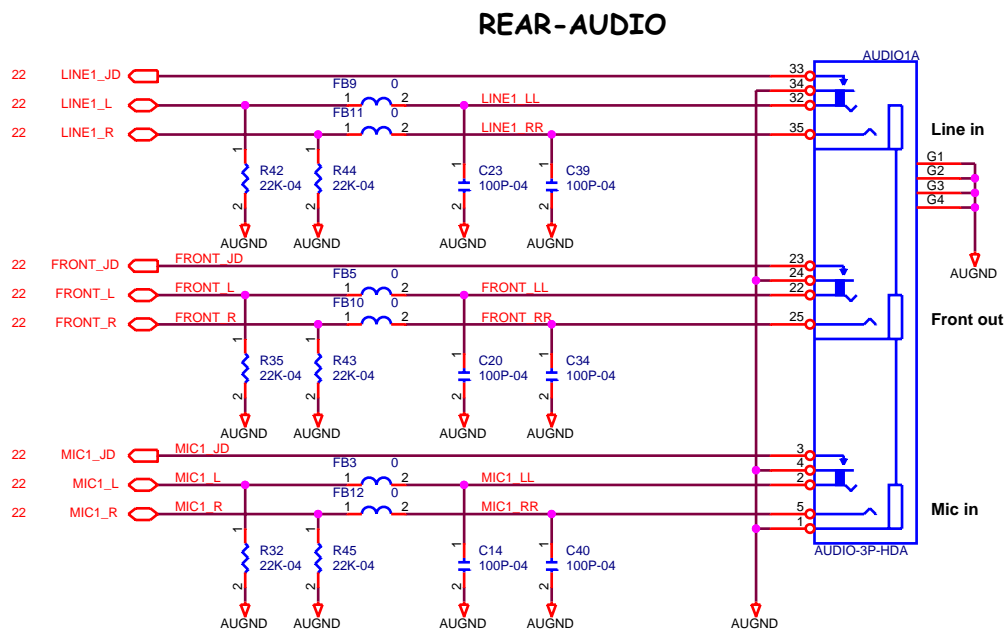 REAR-AUDIO
AUDIO1A
22 LINE1_JD 33
FB9 0 34
22 LINE1_L 1 2 LINE1_LL 32
FB11 0
22 LINE1_R 1 2 LINE1_RR 35 Line in
1 1 1 1
R42 R44 C23 C39
22K-04 22K-04 100P-04 100P-04
2 2 2 2
AUGND AUGND AUGND AUGND
G1
G2
G3
G4
AUGND
22 FRONT_JD FRONT_JD 23
FB5 0 24
22 FRONT_L FRONT_L 1 2 FRONT_LL 22
FB10 0
22 FRONT_R FRONT_R 1 2 FRONT_RR 25 Front out
1 1 1 1
R35 R43 C20 C34
22K-04 22K-04 100P-04 100P-04
2 2 2 2
AUGND AUGND AUGND AUGND
22 MIC1_JD MIC1_JD 3
FB3 0 4
22 MIC1_L MIC1_L 1 2 MIC1_LL 2
FB12 0
22 MIC1_R MIC1_R 1 2 MIC1_RR 5 Mic in
1
1 1 1 1
R32 R45 C14 C40
22K-04 22K-04 100P-04 100P-04
2 2 2 2
AUDIO-3P-HDA
AUGND AUGND AUGND AUGND AUGND